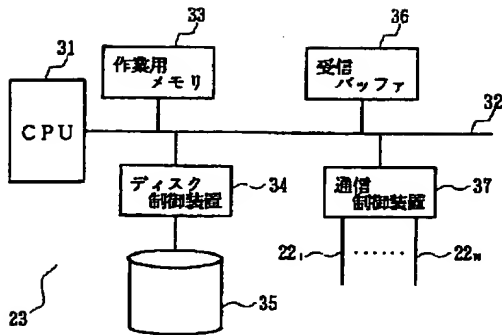 33
36
31
作業用
メモリ
受信
バッファ
32
CPU
ディスク
制御装置
34
通信
制御装置
37
22₁
......
22N
23
35